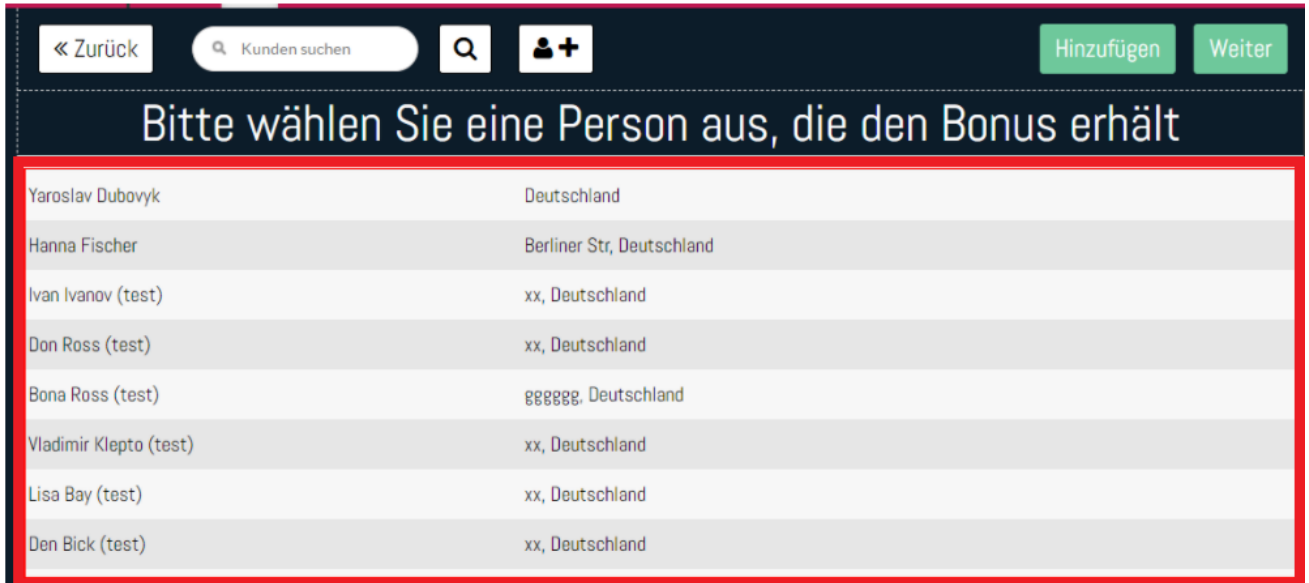 « Zurück Kunden suchen Hinzufügen Weiter
Bitte wählen Sie eine Person aus, die den Bonus erhält
Yaroslav Dubovyk Deutschland
Hanna Fischer Berliner Str, Deutschland
Ivan Ivanov (test) xx, Deutschland
Don Ross (test) xx, Deutschland
Bona Ross (test) gggggg, Deutschland
Vladimir Klepto (test) xx, Deutschland
Lisa Bay (test) xx, Deutschland
Den Bick (test) xx, Deutschland